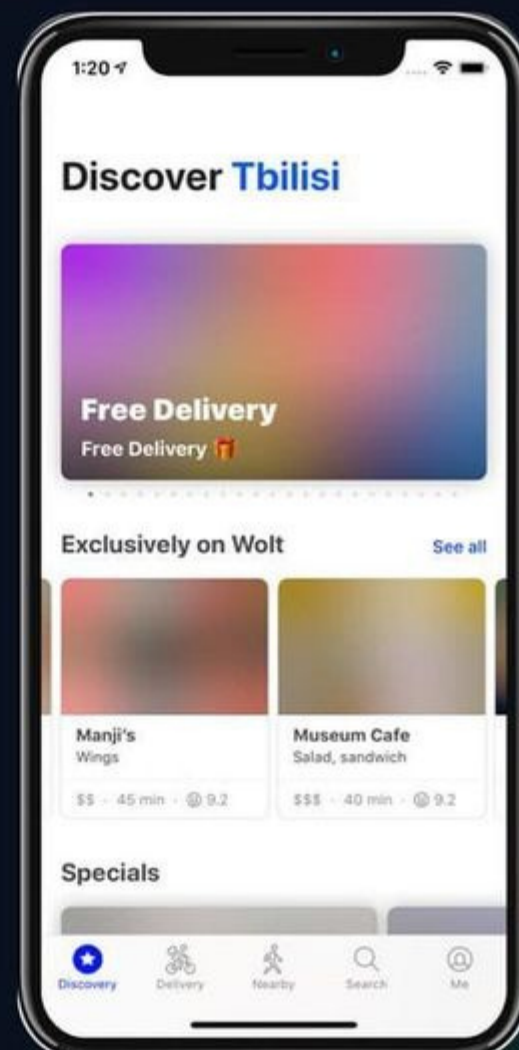 1:20
Discover Tbilisi
Free Delivery
Free Delivery 🎁
Exclusively on Wolt
See all
Manji's
Wings
$$ · 45 min · 9.2
Museum Cafe
Salad, sandwich
$$$ · 40 min · 9.2
Specials
Discovery
Delivery
Nearby
Search
Me